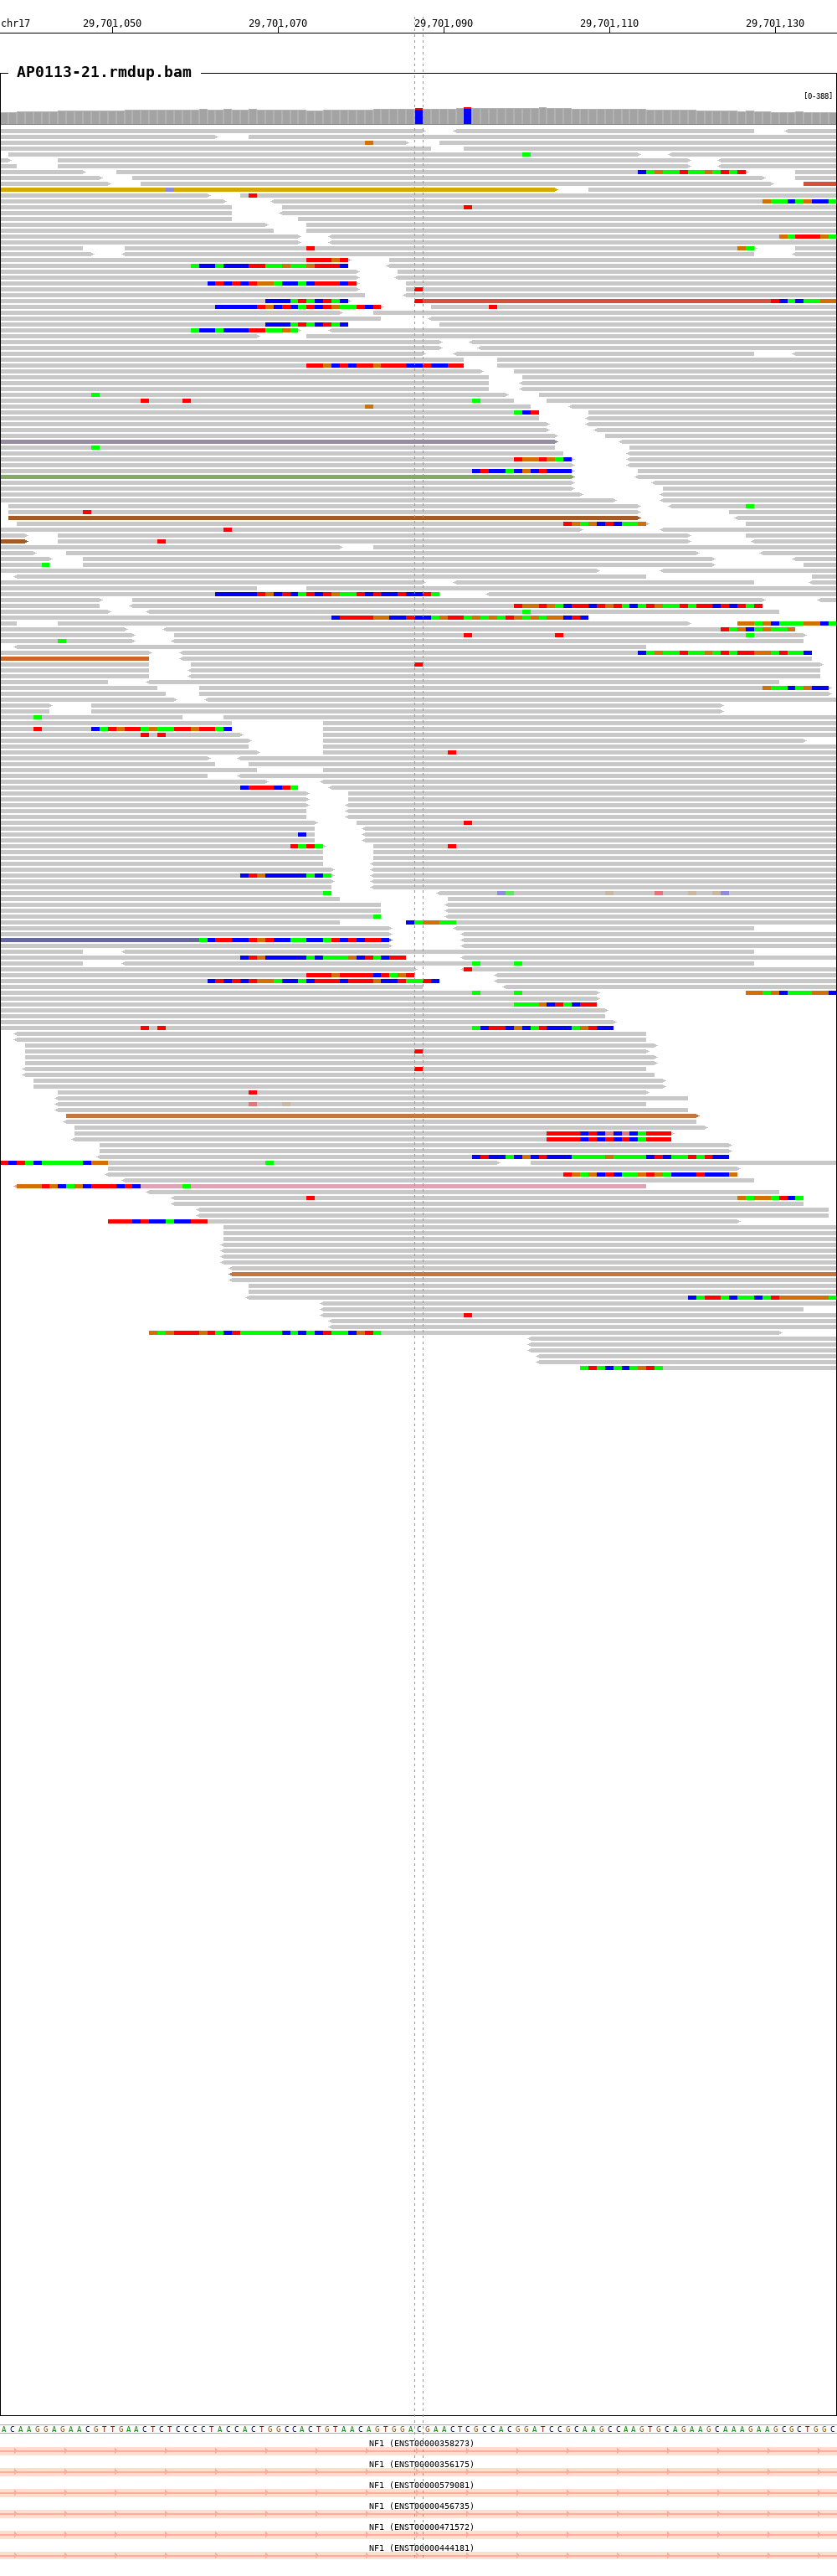 chr17 29,701,050 29,701,070 29,701,090 29,701,110 29,701,130
AP0113-21.rmdup.bam
[0-388]
ACAAGGAGAACGTTGAACTCTCCCCTACCACTGGCCACTGTAACAGTGGACGAACTCGCCACGGATCCGCAAGCCAAGTGCAGAAGCAAAGAAGCGCTGGC
NF1 (ENST00000358273)
NF1 (ENST00000356175)
NF1 (ENST00000579081)
NF1 (ENST00000456735)
NF1 (ENST00000471572)
NF1 (ENST00000444181)